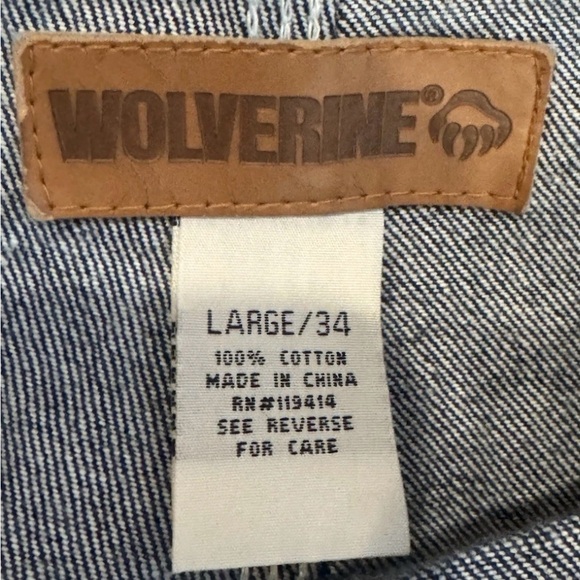 WOLVERINE®
LARGE/34
100% COTTON
MADE IN CHINA
RN#119414
SEE REVERSE
FOR CARE